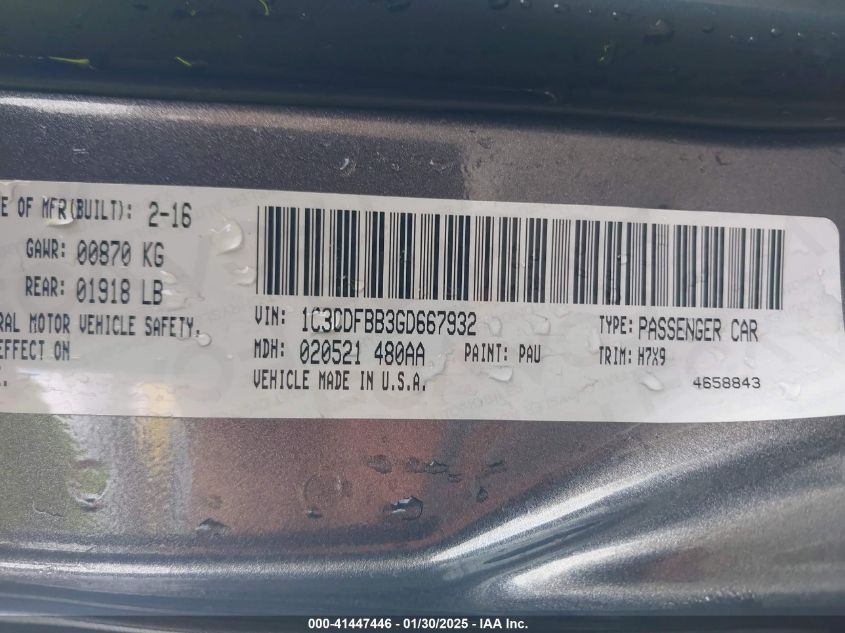 E OF MFR(BUILT): 2-16
GAWR: 00870 KG
REAR: 01918 LB
RAL MOTOR VEHICLE SAFETY,
EFFECT ON
VIN: 1C3DDFBB3GD667932 TYPE: PASSENGER CAR
MDH: 020521 480AA PAINT: PAU TRIM: H7X9
VEHICLE MADE IN U.S.A. 4658843
000-41447446 - 01/30/2025 - IAA Inc.